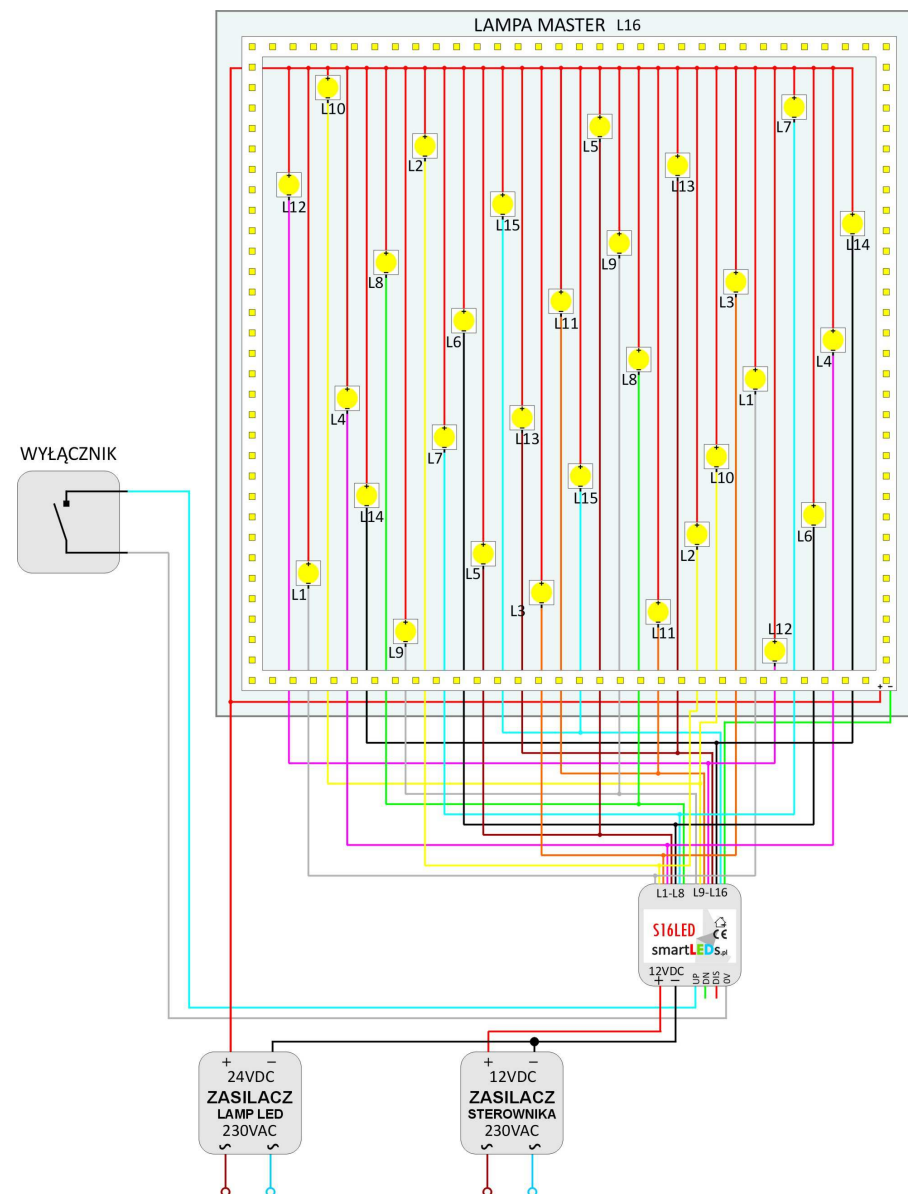 LAMPA MASTER L16
L10
L7
L5
L2
L13
L12
L15
L14
L9
L8
L3
L11
L6
L4
L8
L1
L4
L13
WYŁĄCZNIK
L7
L10
L15
L14
L6
L2
L5
L1
L3
L11
L12
L9
+ −
L1-L8 L9-L16
S16LED CE
smartLEDs.pl
12VDC
+ − UP DN DIS 0V
+ − + −
24VDC 12VDC
ZASILACZ ZASILACZ
LAMP LED STEROWNIKA
230VAC 230VAC